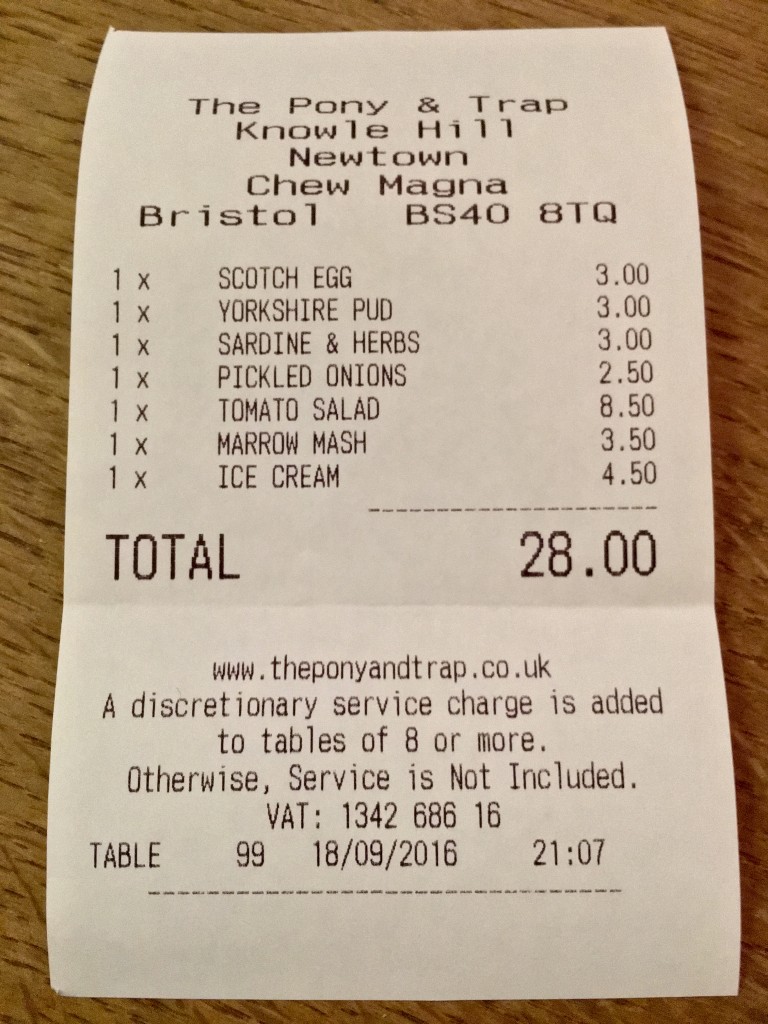 The Pony & Trap
Knowle Hill
Newtown
Chew Magna
Bristol BS40 8TQ
1 x SCOTCH EGG 3.00
1 x YORKSHIRE PUD 3.00
1 x SARDINE & HERBS 3.00
1 x PICKLED ONIONS 2.50
1 x TOMATO SALAD 8.50
1 x MARROW MASH 3.50
1 x ICE CREAM 4.50
TOTAL 28.00
www.theponyandtrap.co.uk
A discretionary service charge is added
to tables of 8 or more.
Otherwise, Service is Not Included.
VAT: 1342 686 16
TABLE 99 18/09/2016 21:07